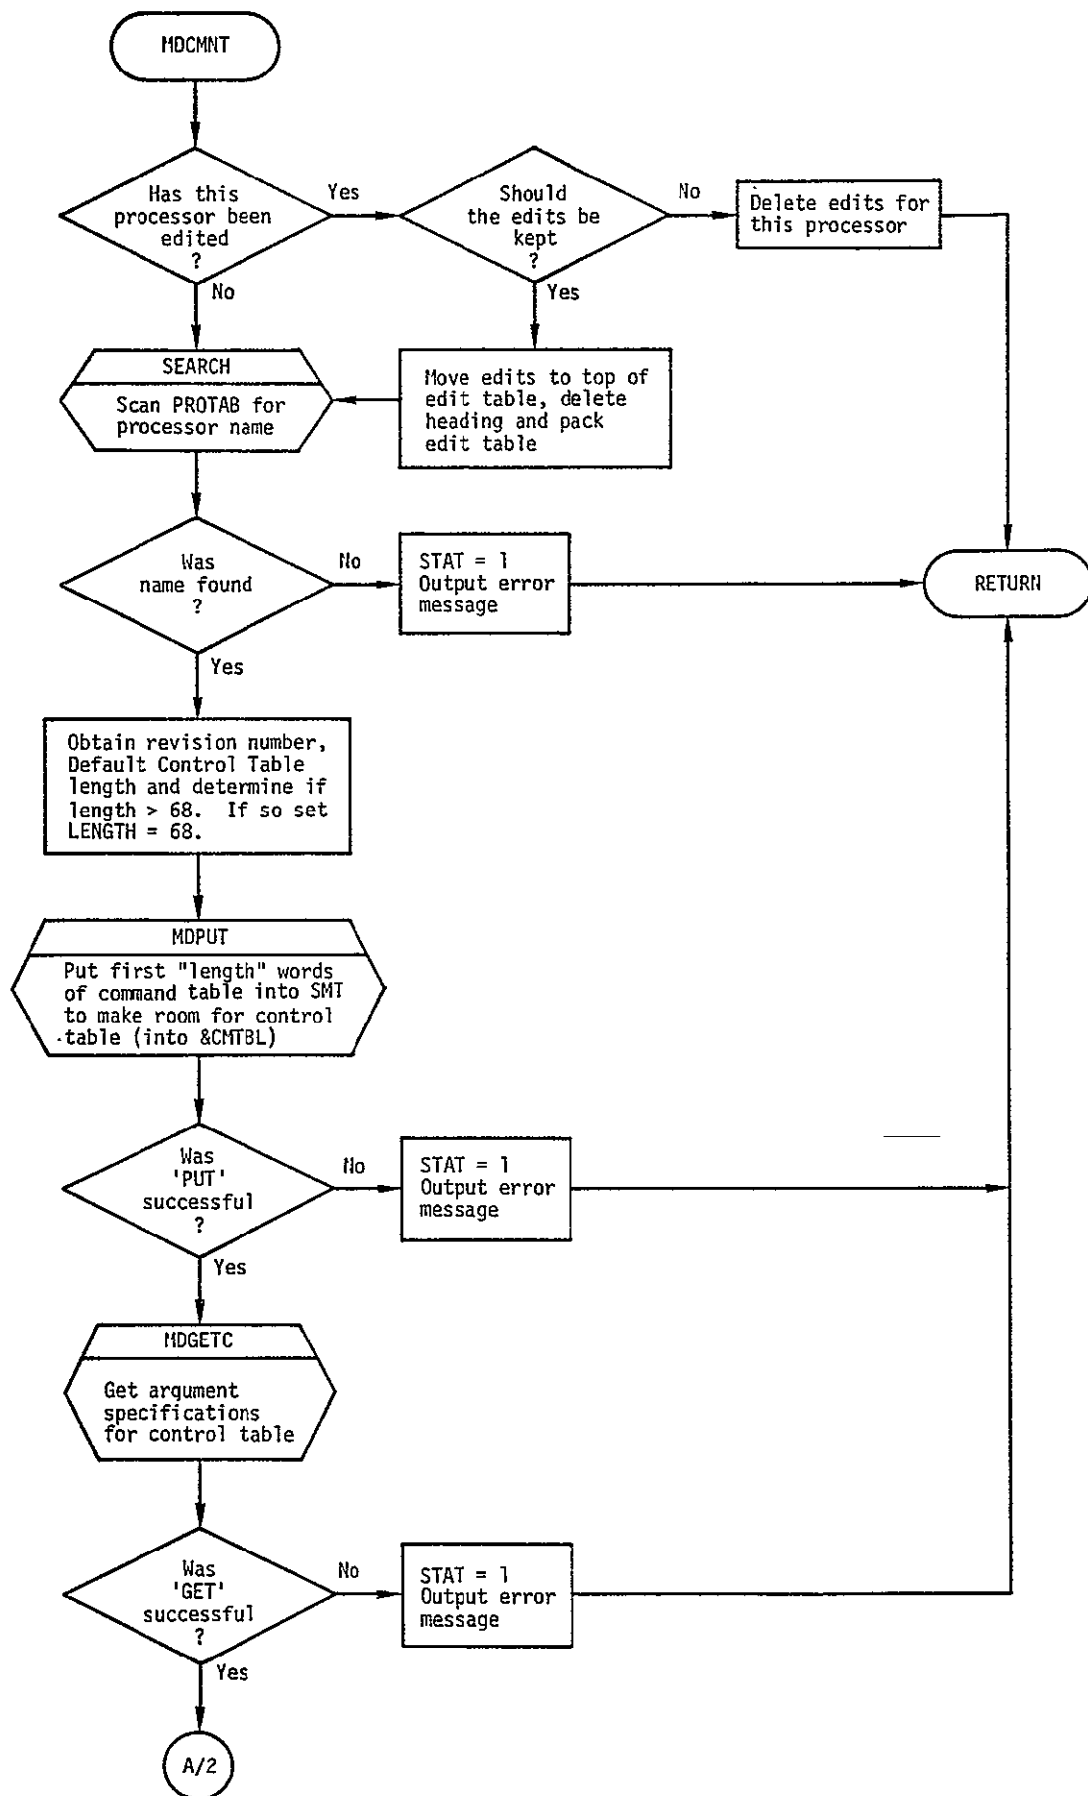 MDCMNT
Has this
processor been
edited
?
Yes
No
Should
the edits be
kept
?
No
Yes
Delete edits for
this processor
SEARCH
Scan PROTAB for
processor name
Move edits to top of
edit table, delete
heading and pack
edit table
Was
name found
?
No
Yes
STAT = 1
Output error
message
RETURN
Obtain revision number,
Default Control Table
length and determine if
length > 68. If so set
LENGTH = 68.
MDPUT
Put first "length" words
of command table into SMT
to make room for control
table (into &CMTBL)
Was
'PUT'
successful
?
No
Yes
STAT = 1
Output error
message
MDGETC
Get argument
specifications
for control table
Was
'GET'
successful
?
No
Yes
STAT = 1
Output error
message
A/2